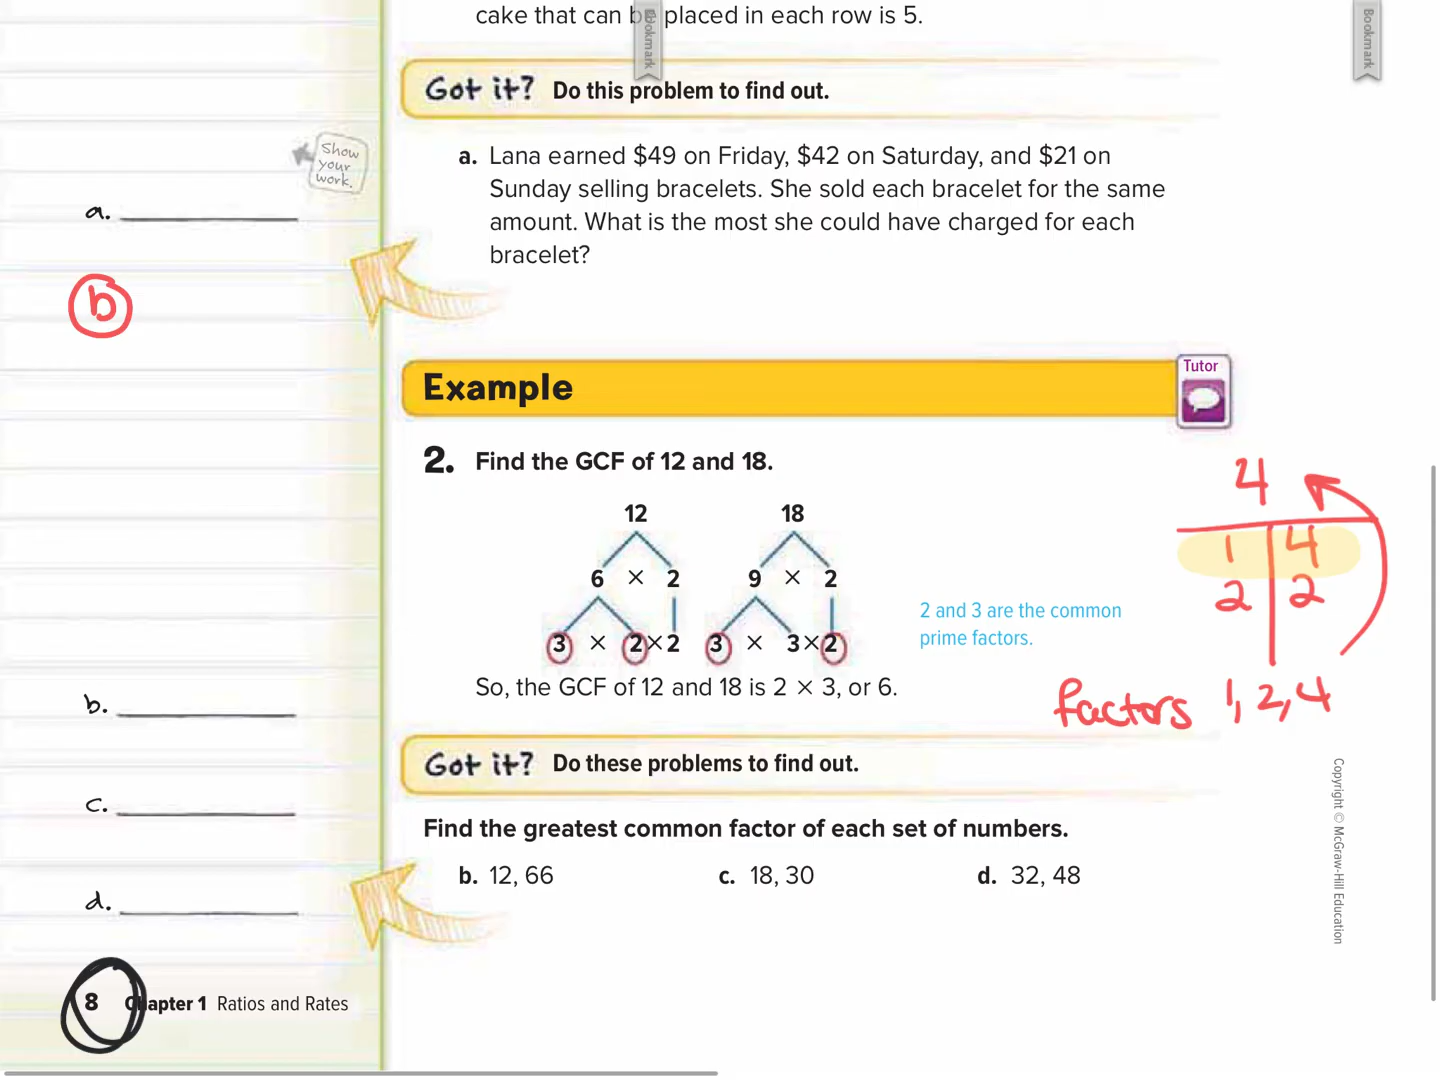 cake that can be placed in each row is 5.
Bookmark
Bookmark
Got it? Do this problem to find out.
Show
your
work.
a. Lana earned $49 on Friday, $42 on Saturday, and $21 on
Sunday selling bracelets. She sold each bracelet for the same
amount. What is the most she could have charged for each
bracelet?
a.
b
Example
Tutor
2. Find the GCF of 12 and 18.
12 18
6 × 2 9 × 2
3 × 2 × 2 3 × 3 × 2
2 and 3 are the common
prime factors.
So, the GCF of 12 and 18 is 2 × 3, or 6.
4
1 4
2 2
factors 1, 2, 4
b.
Got it? Do these problems to find out.
Find the greatest common factor of each set of numbers.
c.
b. 12, 66 c. 18, 30 d. 32, 48
d.
Copyright © McGraw-Hill Education
8 Chapter 1 Ratios and Rates